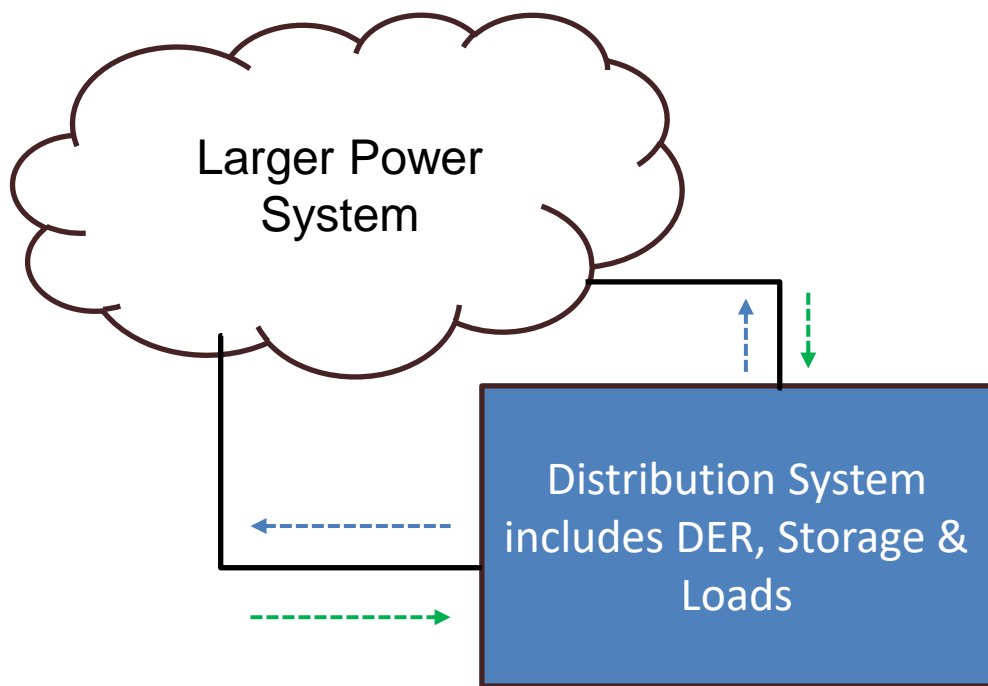 Larger Power
System
Distribution System
includes DER, Storage &
Loads